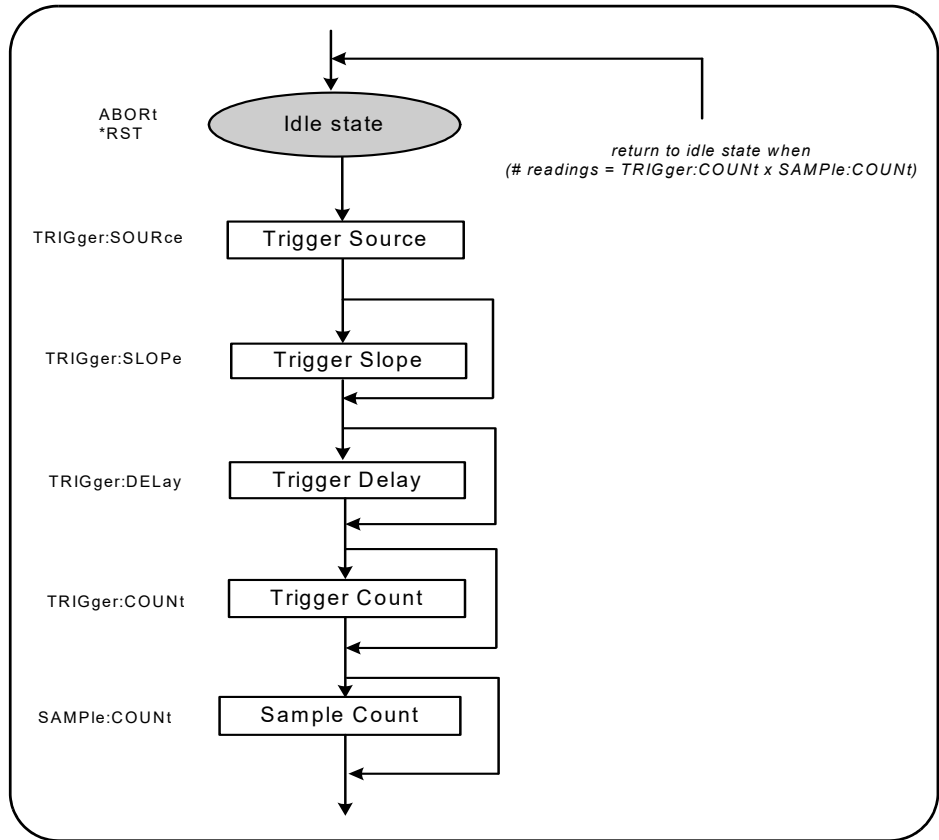 ABORt
*RST
Idle state
return to idle state when
(# readings = TRIGger:COUNt x SAMPle:COUNt)
TRIGger:SOURce
Trigger Source
TRIGger:SLOPe
Trigger Slope
TRIGger:DELay
Trigger Delay
TRIGger:COUNt
Trigger Count
SAMPle:COUNt
Sample Count